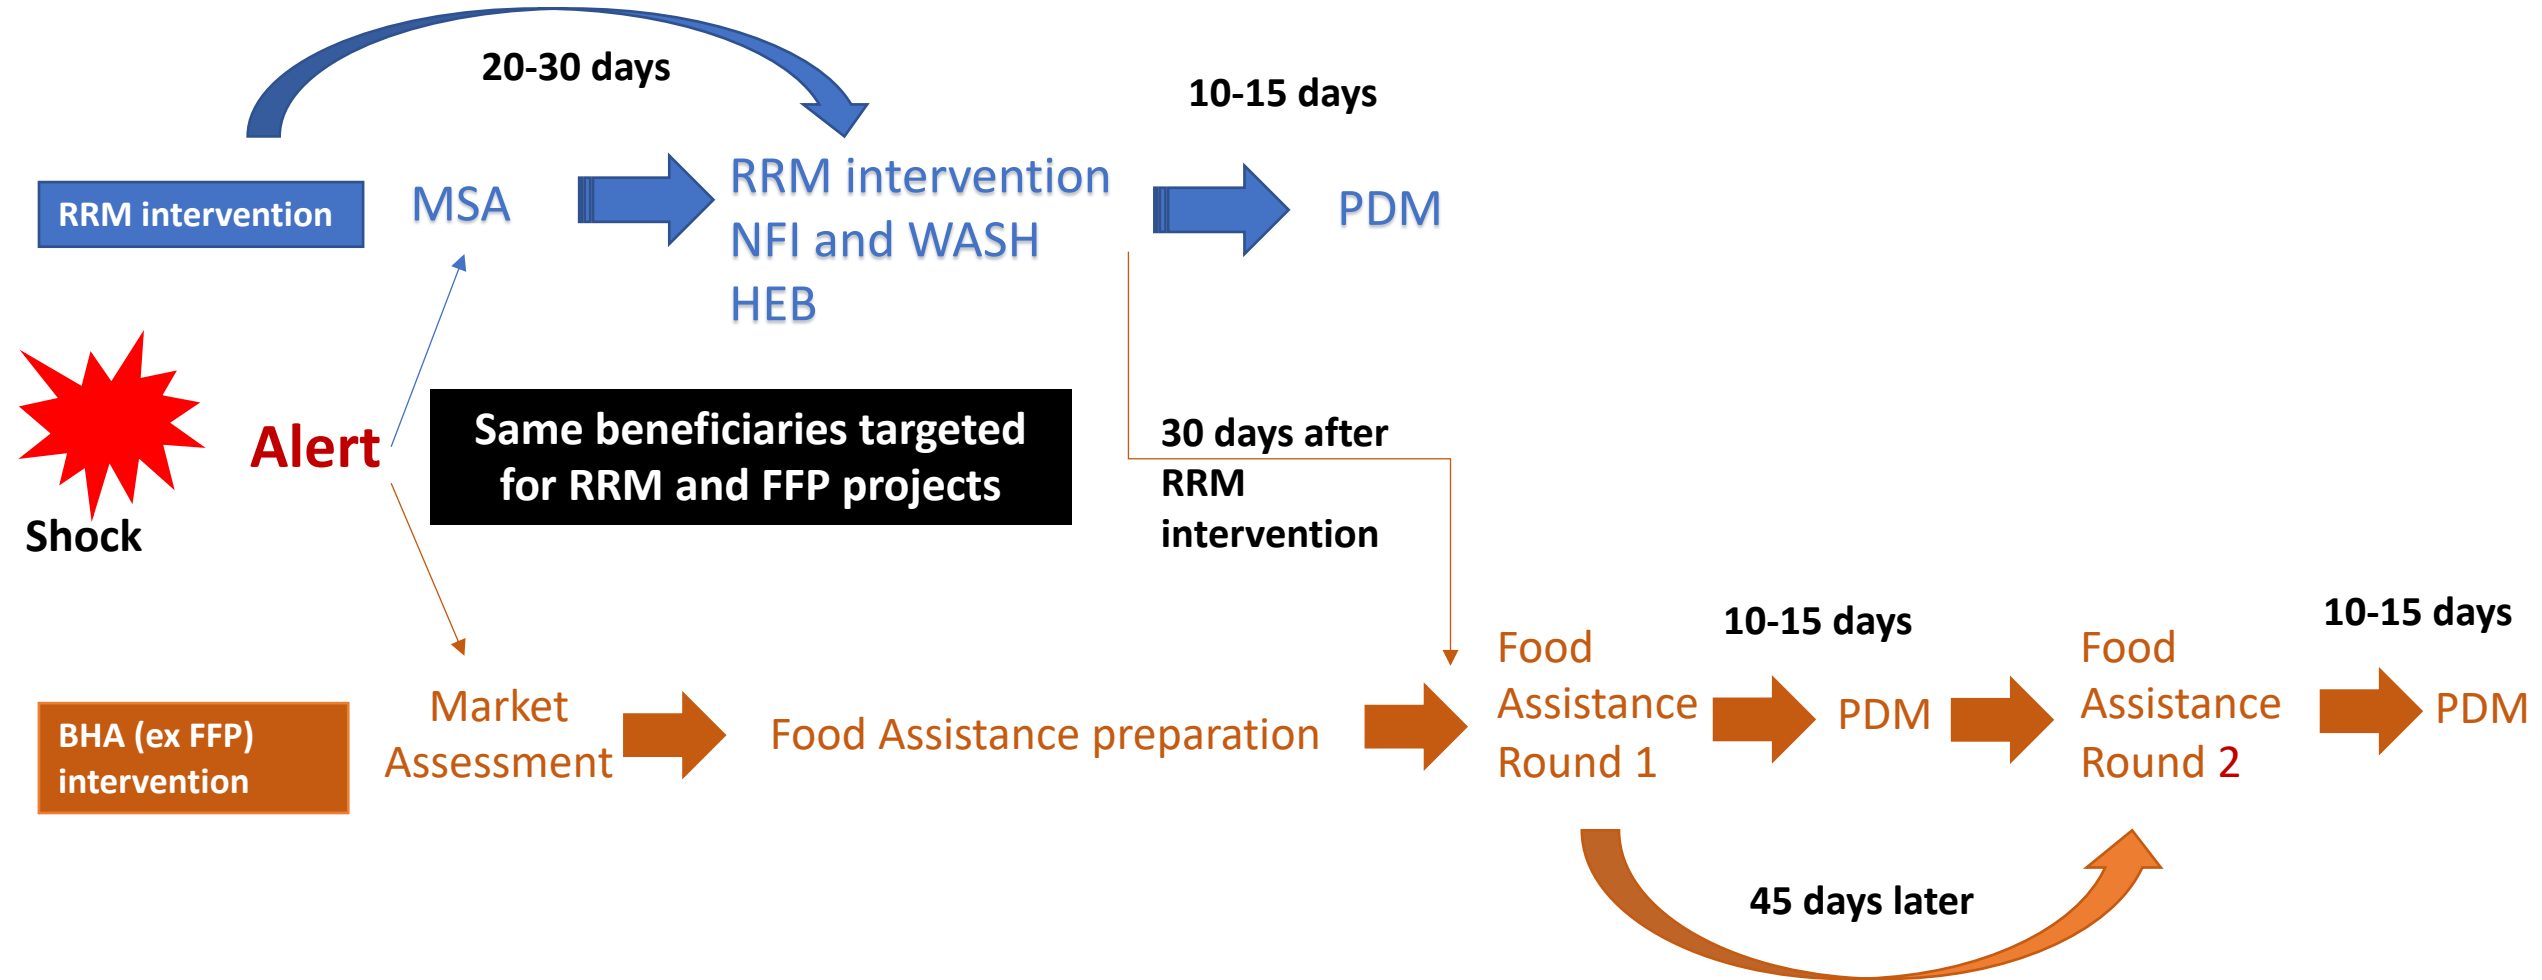 20-30 days
10-15 days
RRM intervention
MSA
RRM intervention
NFI and WASH
HEB
PDM
Shock
Alert
Same beneficiaries targeted
for RRM and FFP projects
30 days after
RRM
intervention
BHA (ex FFP)
intervention
Market
Assessment
Food Assistance preparation
Food
Assistance
Round 1
10-15 days
PDM
Food
Assistance
Round 2
10-15 days
PDM
45 days later